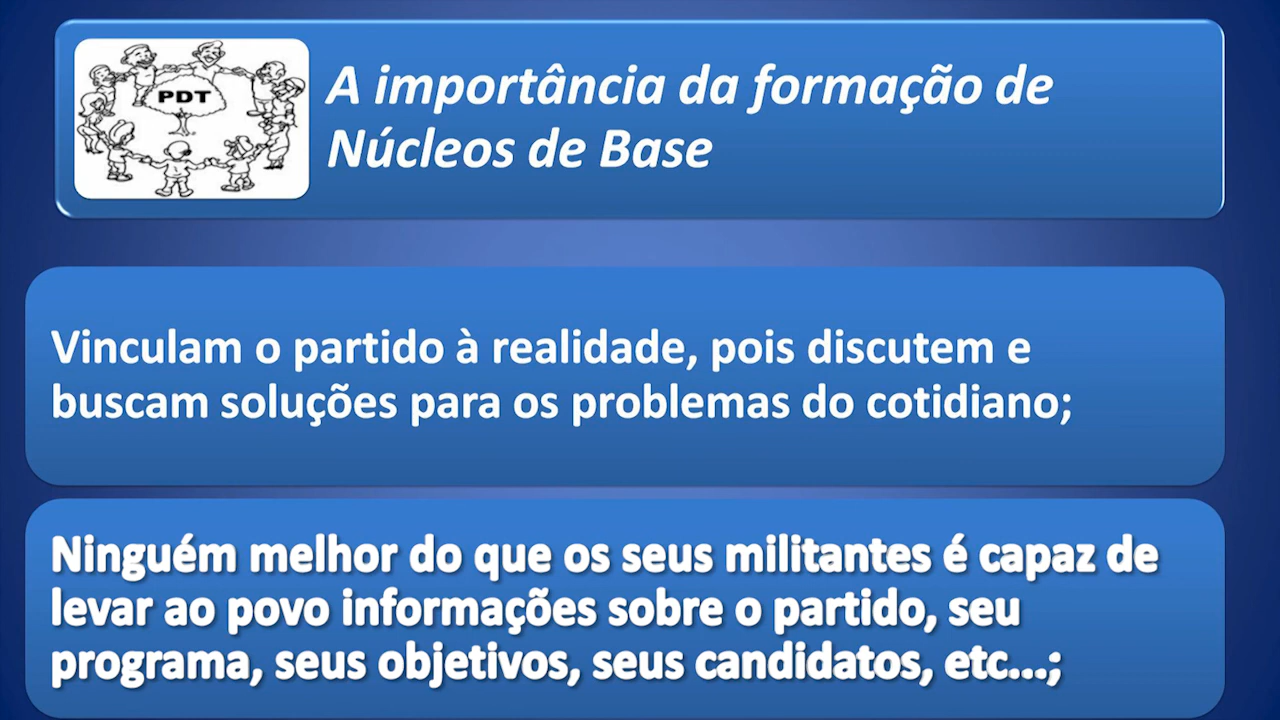 PDT
A importância da formação de
Núcleos de Base
Vinculam o partido à realidade, pois discutem e
buscam soluções para os problemas do cotidiano;
Ninguém melhor do que os seus militantes é capaz de
levar ao povo informações sobre o partido, seu
programa, seus objetivos, seus candidatos, etc...;